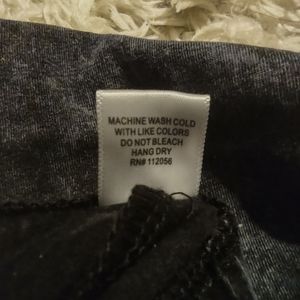 MACHINE WASH COLD
WITH LIKE COLORS
DO NOT BLEACH
HANG DRY
RN# 112056